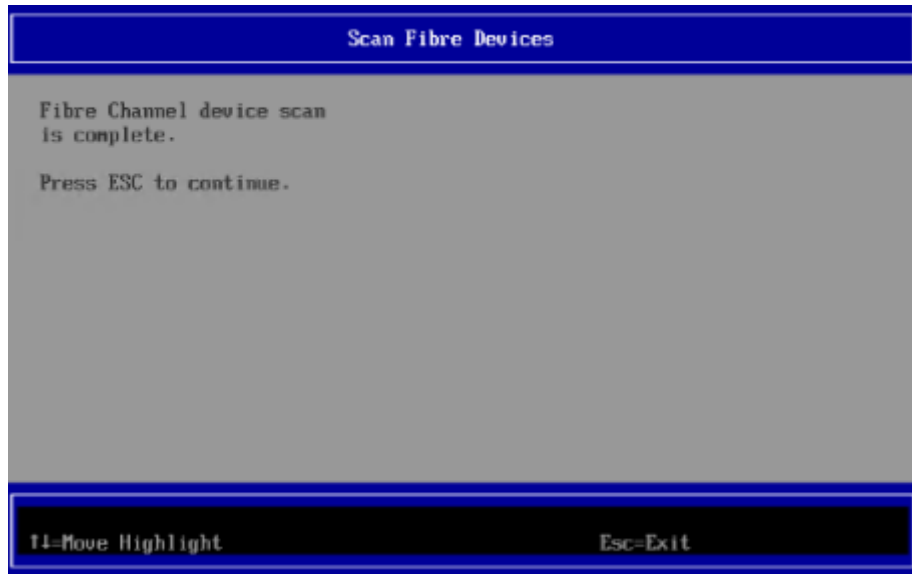 Scan Fibre Devices
Fibre Channel device scan
is complete.
Press ESC to continue.
↑↓=Move Highlight Esc=Exit